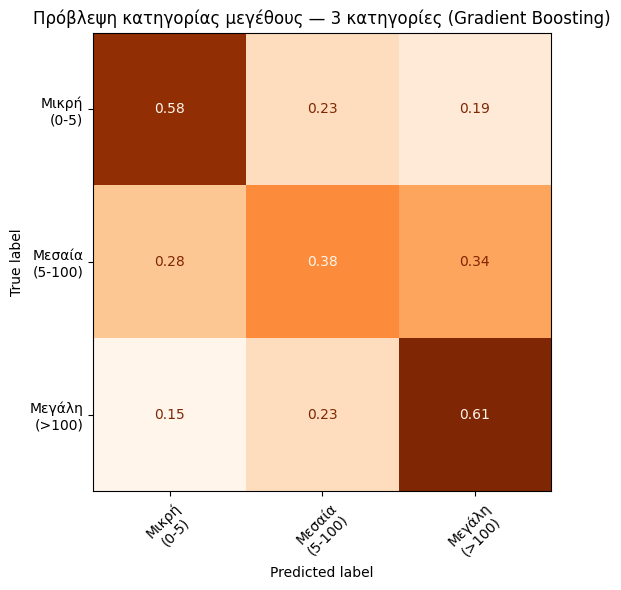 Πρόβλεψη κατηγορίας μεγέθους — 3 κατηγορίες (Gradient Boosting)
True label
Μικρή
(0-5)
0.58
0.23
0.19
Μεσαία
(5-100)
0.28
0.38
0.34
Μεγάλη
(>100)
0.15
0.23
0.61
Μικρή
(0-5)
Μεσαία
(5-100)
Μεγάλη
(>100)
Predicted label